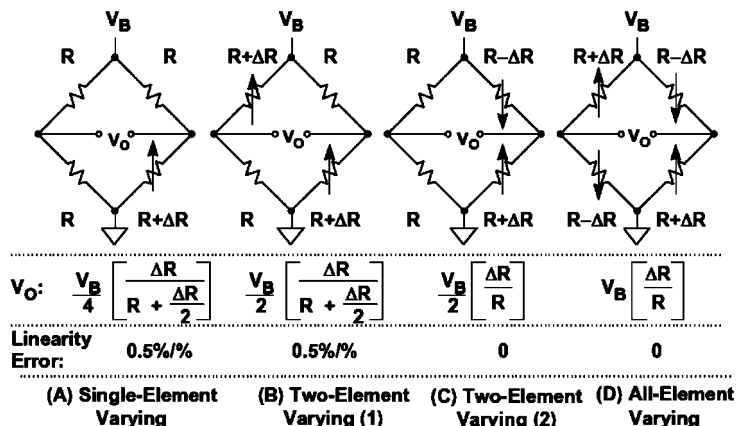 V_B V_B V_B V_B
R R R+ΔR R R R−ΔR R+ΔR R−ΔR
V_O V_O V_O V_O
R R+ΔR R R+ΔR R R+ΔR R−ΔR R+ΔR
V_O: V_B/4 [ΔR / (R + ΔR/2)] V_B/2 [ΔR / (R + ΔR/2)] V_B/2 [ΔR/R] V_B [ΔR/R]
Linearity
Error: 0.5%/% 0.5%/% 0 0
(A) Single-Element (B) Two-Element (C) Two-Element (D) All-Element
Varying Varying (1) Varying (2) Varying